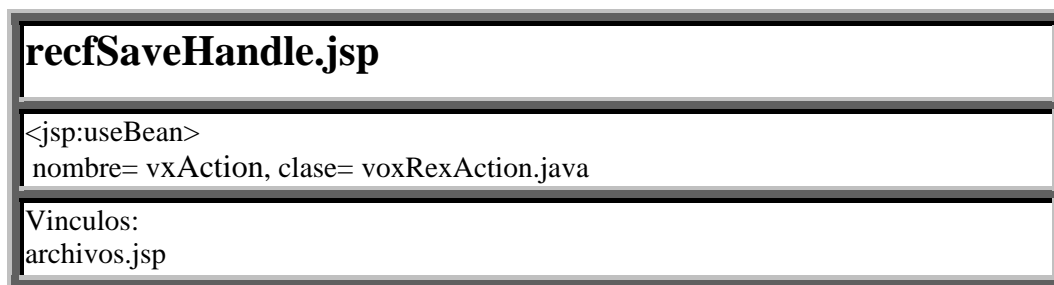 recfSaveHandle.jsp
<jsp:useBean>
nombre= vxAction, clase= voxRexAction.java
Vinculos:
archivos.jsp